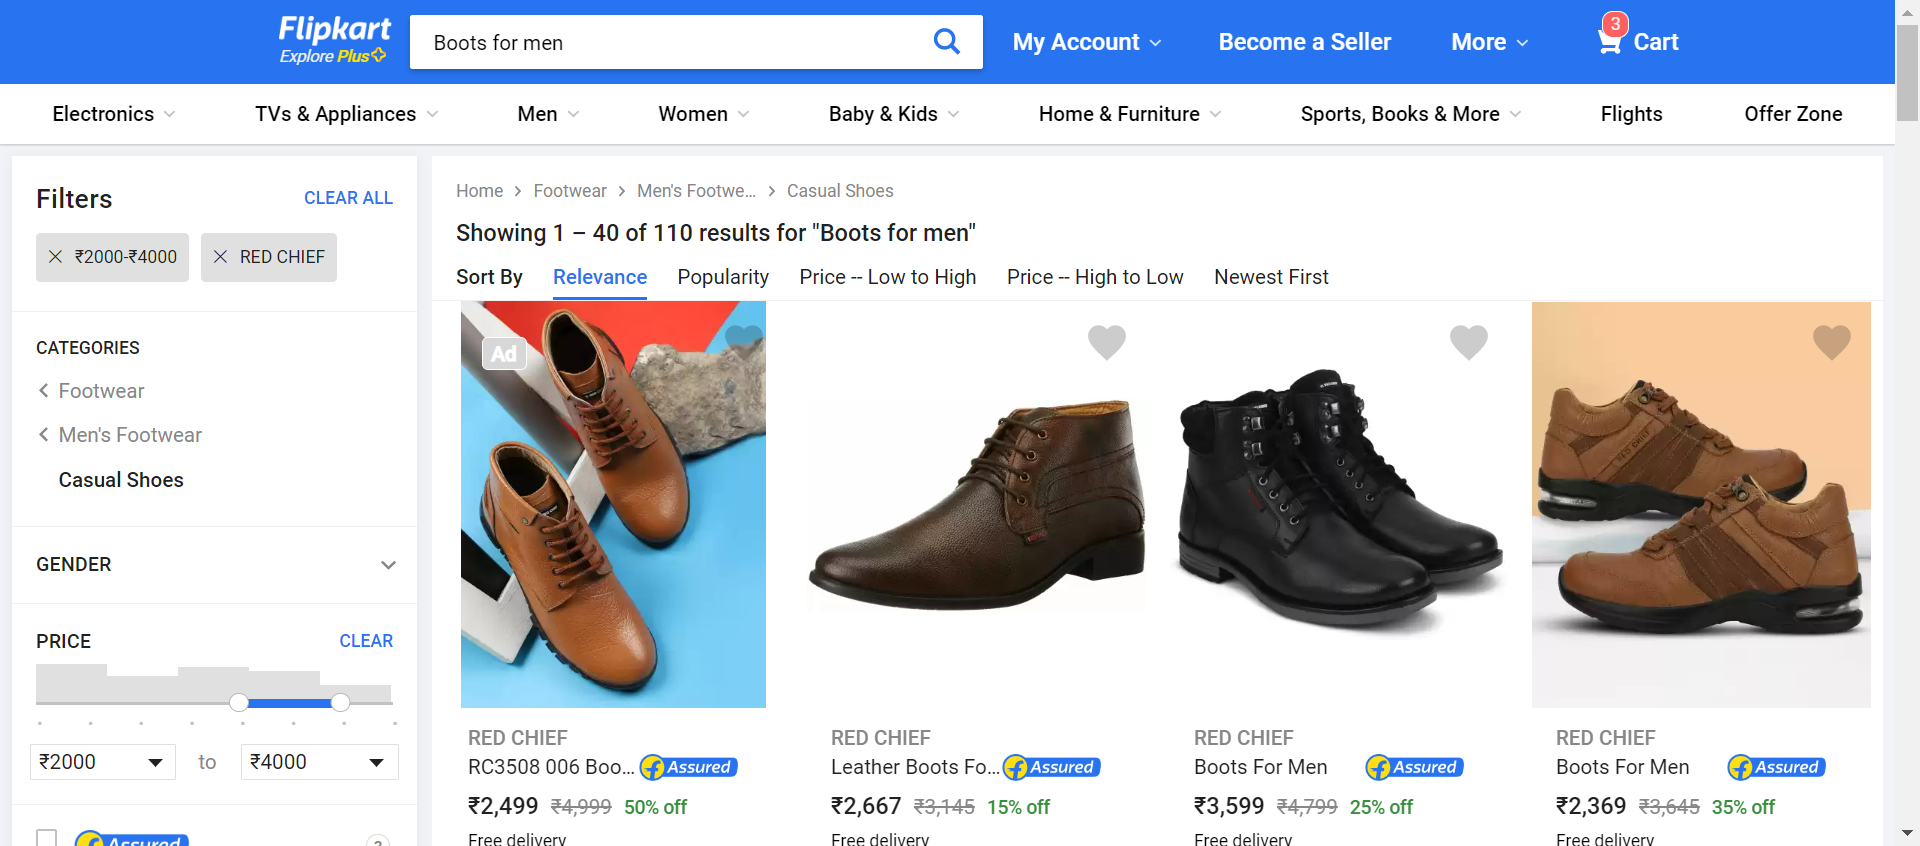 Flipkart
Explore Plus
Boots for men
My Account
Become a Seller
More
3
Cart
Electronics
TVs & Appliances
Men
Women
Baby & Kids
Home & Furniture
Sports, Books & More
Flights
Offer Zone
Filters
CLEAR ALL
₹2000-₹4000
RED CHIEF
CATEGORIES
Footwear
Men's Footwear
Casual Shoes
GENDER
PRICE
CLEAR
₹2000
to
₹4000
Assured
?
Home
Footwear
Men's Footwe...
Casual Shoes
Showing 1 – 40 of 110 results for "Boots for men"
Sort By
Relevance
Popularity
Price -- Low to High
Price -- High to Low
Newest First
Ad
RED CHIEF
RC3508 006 Boo...
Assured
₹2,499 ₹4,999 50% off
Free delivery
RED CHIEF
Leather Boots Fo...
Assured
₹2,667 ₹3,145 15% off
Free delivery
RED CHIEF
Boots For Men
Assured
₹3,599 ₹4,799 25% off
Free delivery
RED CHIEF
RED CHIEF
Boots For Men
Assured
₹2,369 ₹3,645 35% off
Free delivery